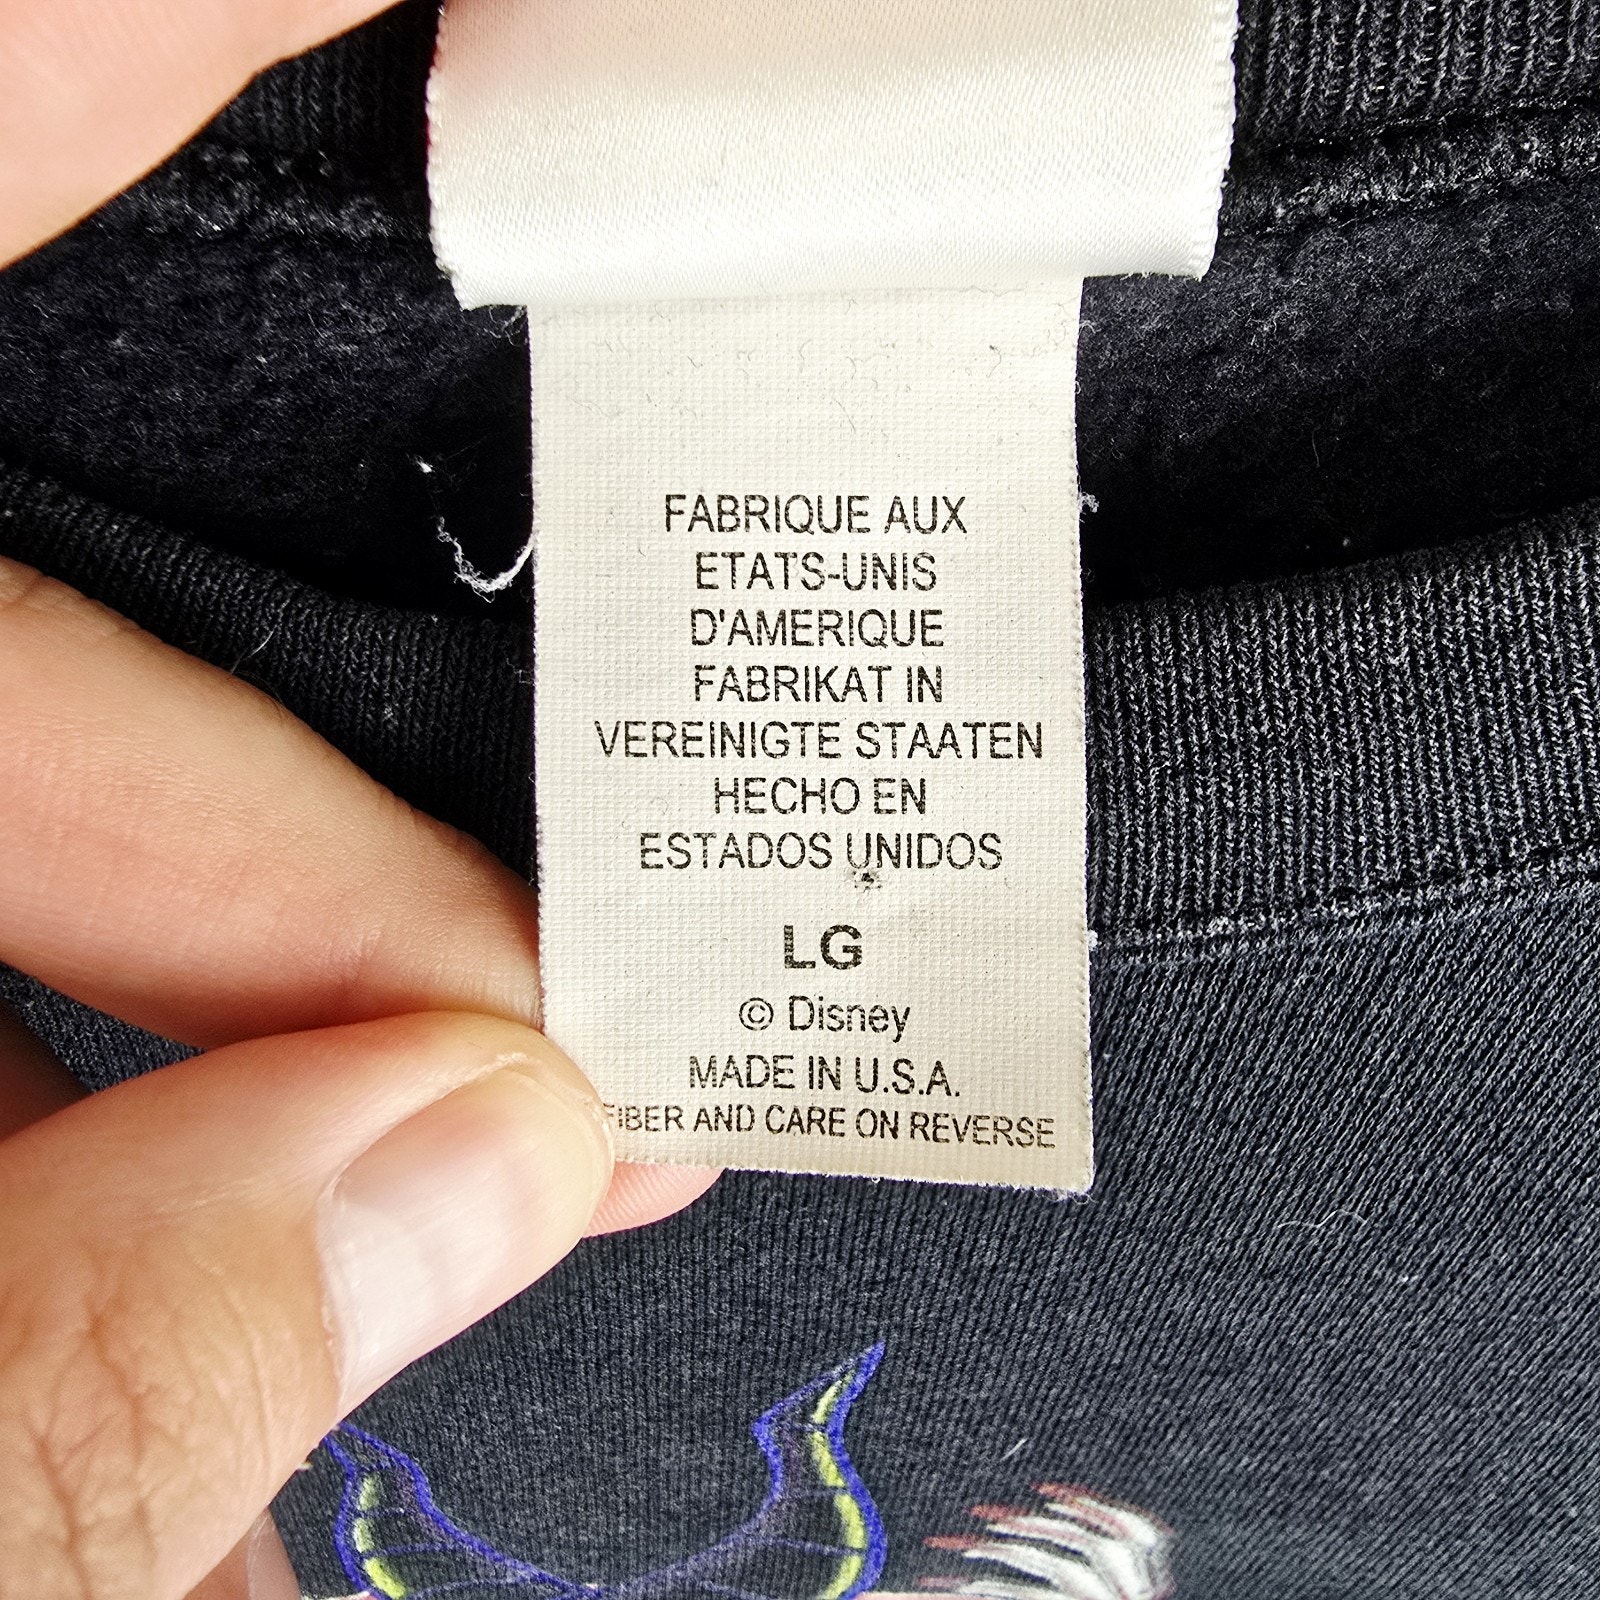 FABRIQUE AUX
ETATS-UNIS
D'AMERIQUE
FABRIKAT IN
VEREINIGTE STAATEN
HECHO EN
ESTADOS UNIDOS
LG
© Disney
MADE IN U.S.A.
FIBER AND CARE ON REVERSE